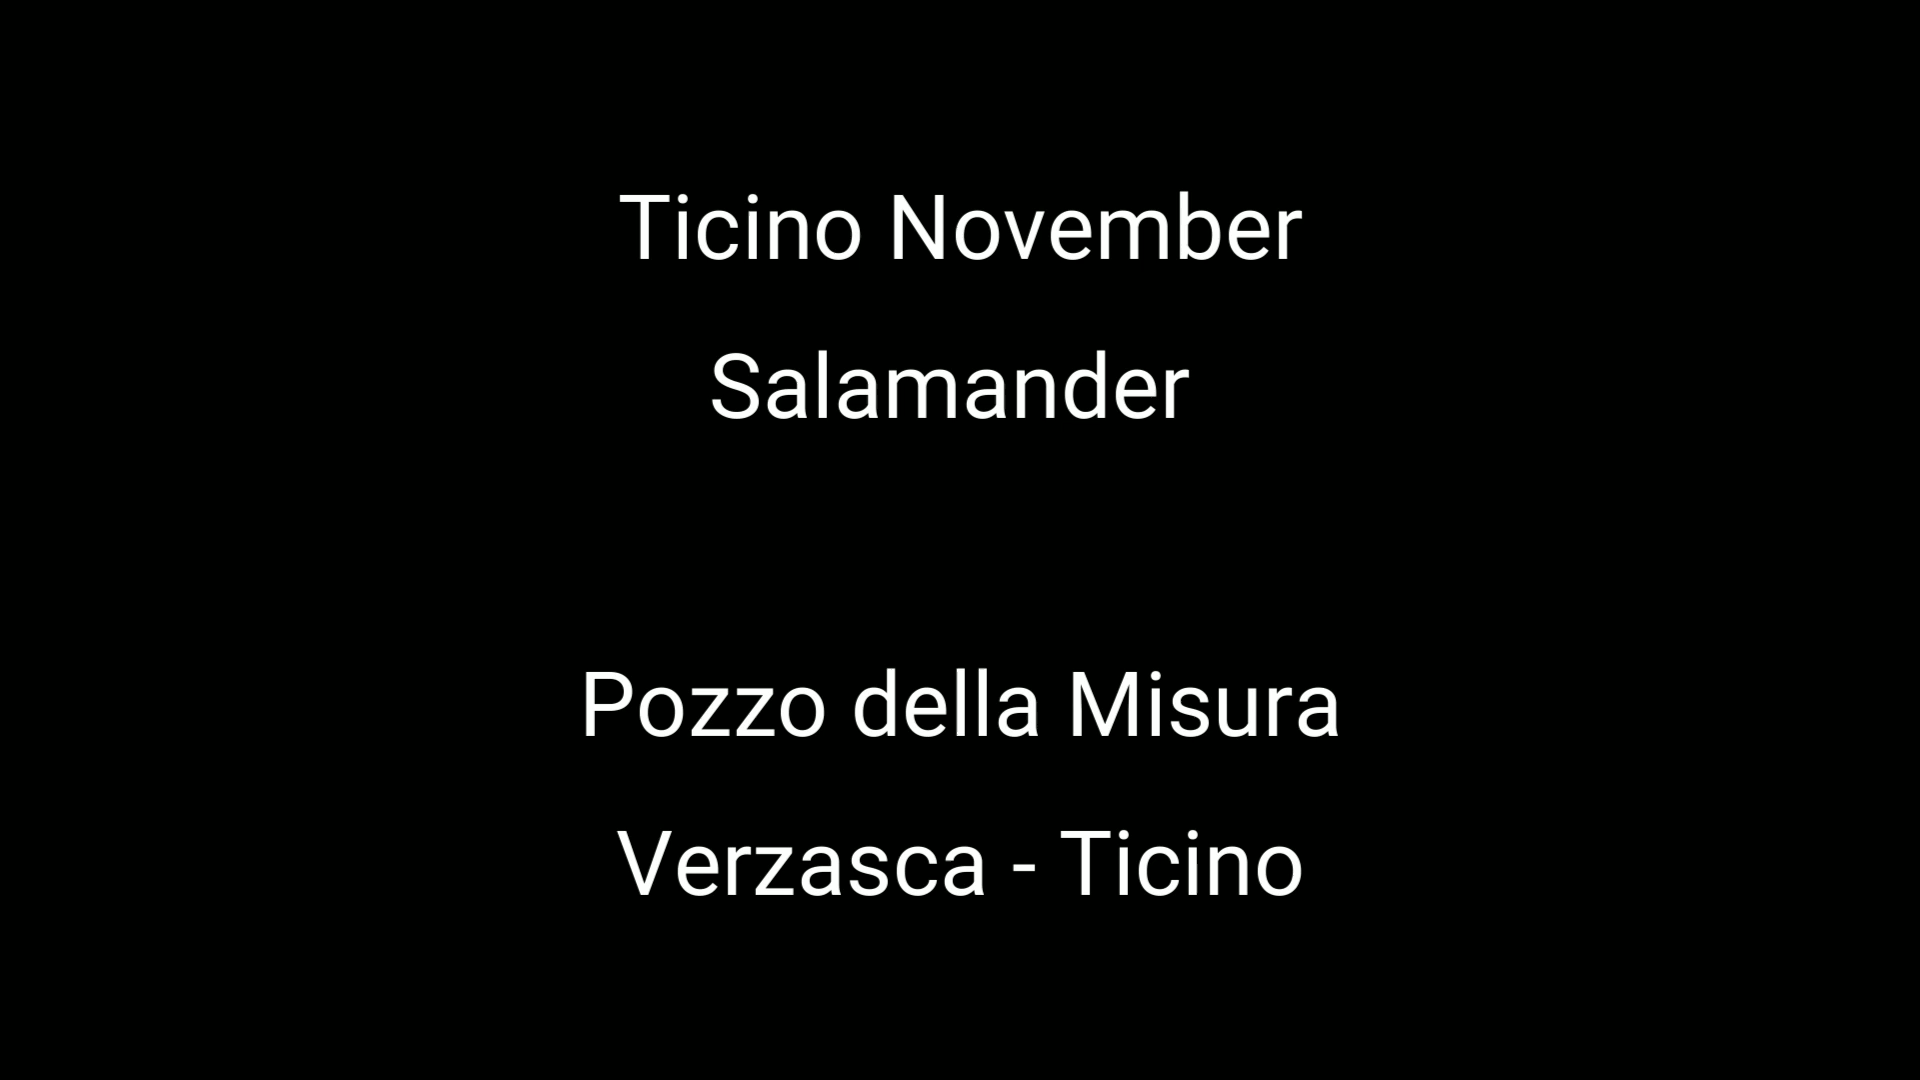 Ticino November
Salamander
Pozzo della Misura
Verzasca - Ticino